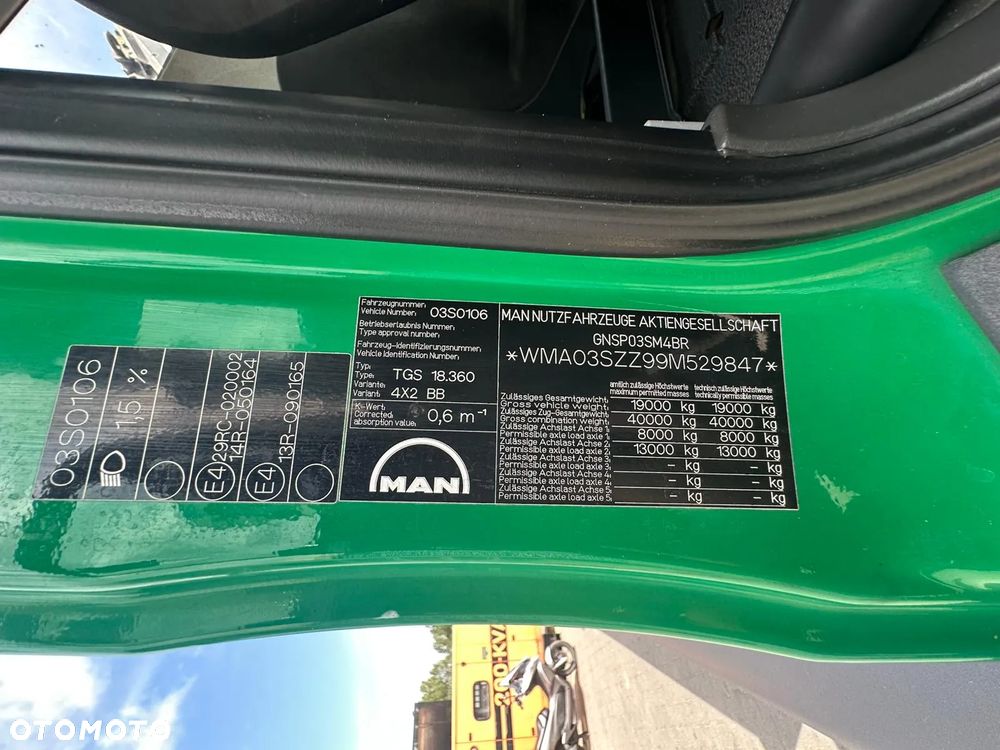 03S0106
1,5 %
E4 29RC-020002
14R-050164
E4 13R-090165
Fahrzeugnummer
Vehicle Number: 03S0106
Betriebserlaubnis Nummer:
Type approval number:
Fahrzeug-Identifizierungsnummer:
Vehicle Identification Number:
Typ:
Type: TGS 18.360
Variante:
Variant: 4X2 BB
K-Wert:
Corrected
absorption value: 0,6 m⁻¹
MAN
MAN NUTZFAHRZEUGE AKTIENGESELLSCHAFT
GNSP03SM4BR
*WMA03SZZ99M529847*
amtlich zulässige Höchstwerte technisch zulässige Höchstwerte
maximum permitted mass technically permissible masses
Zulässiges Gesamtgewicht:
Gross vehicle weight: 19000 kg 19000 kg
Zulässiges Zug-Gesamtgewicht:
Gross combination weight: 40000 kg 40000 kg
Zulässige Achslast Achse 1:
Permissible axle load axle 1: 8000 kg 8000 kg
Zulässige Achslast Achse 2:
Permissible axle load axle 2: 13000 kg 13000 kg
Zulässige Achslast Achse 3:
Permissible axle load axle 3: - kg - kg
Zulässige Achslast Achse 4:
Permissible axle load axle 4: - kg - kg
Zulässige Achslast Achse 5:
Permissible axle load axle 5: - kg - kg
200-KVA
OTOMOTO